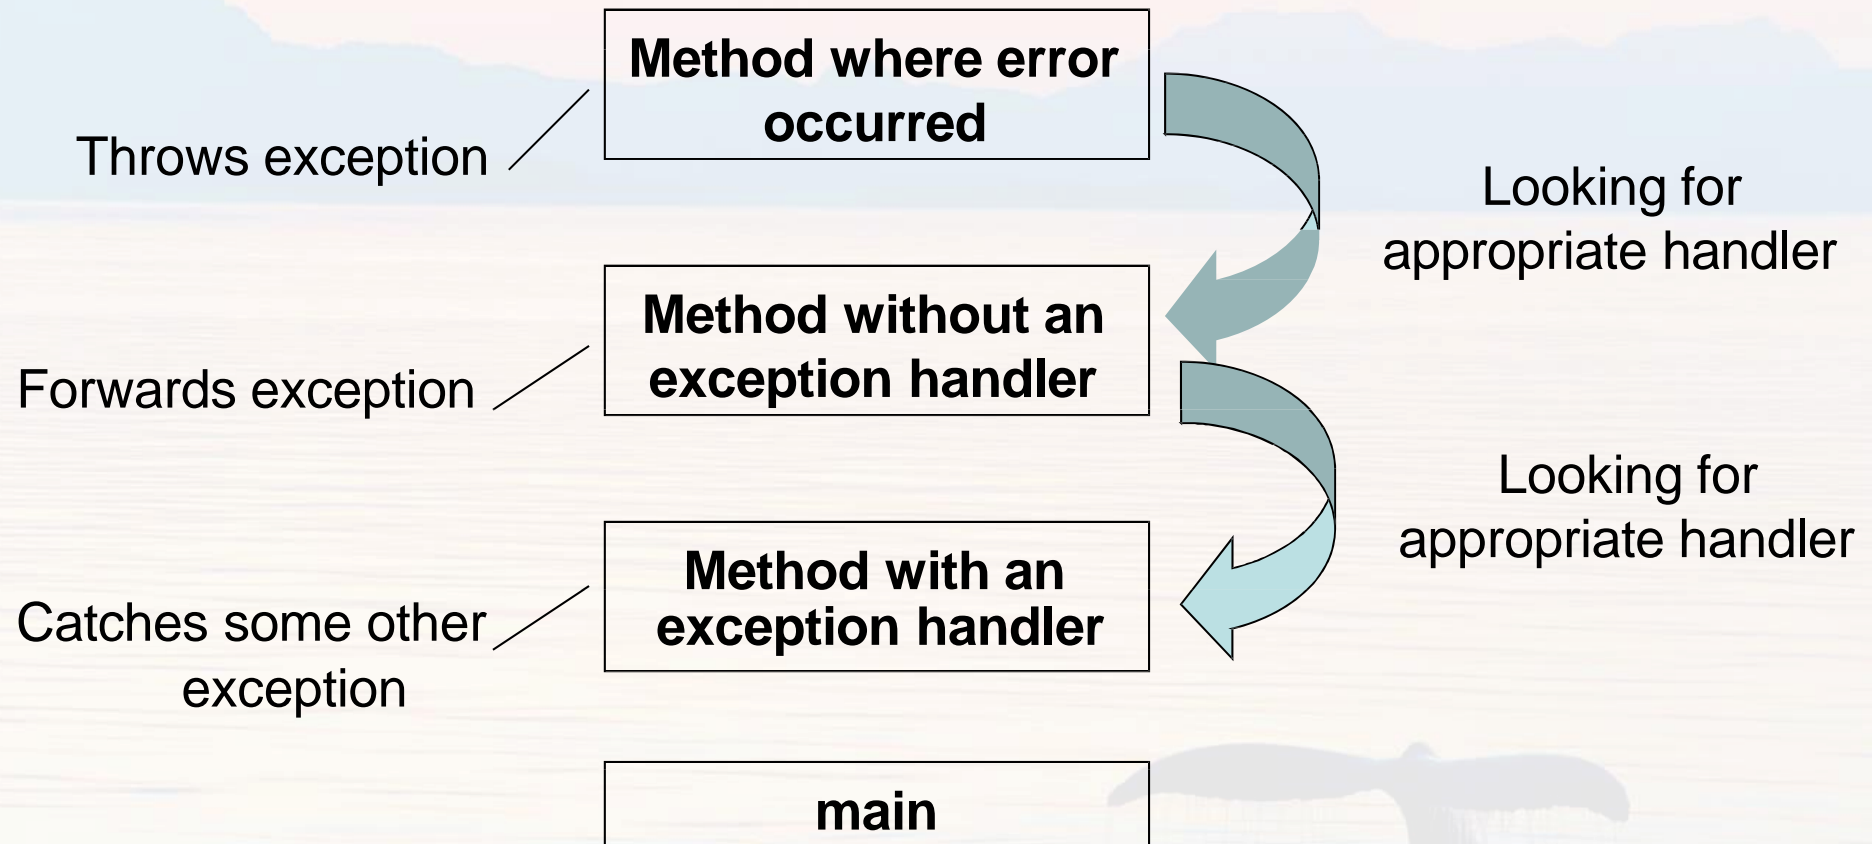 Method where error
occurred
Throws exception
Looking for
appropriate handler
Method without an
exception handler
Forwards exception
Looking for
appropriate handler
Method with an
exception handler
Catches some other
exception
main